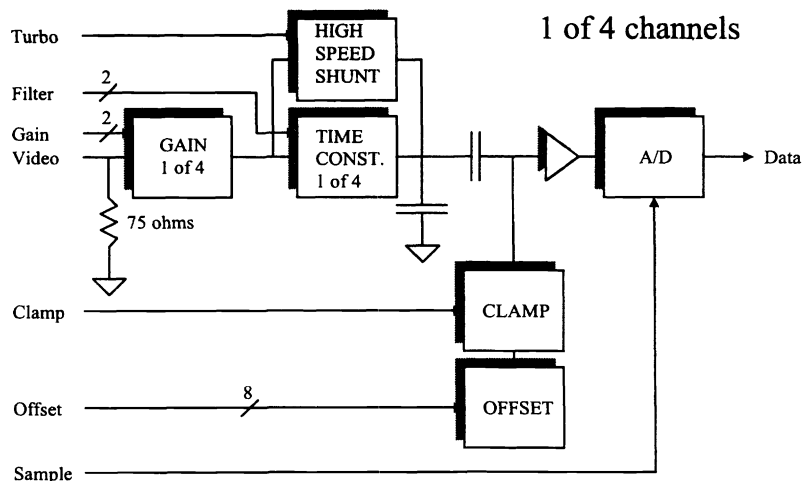 1 of 4 channels
Turbo
HIGH
SPEED
SHUNT
2
Filter
2
Gain
Video
GAIN
1 of 4
TIME
CONST.
1 of 4
A/D
Data
75 ohms
Clamp
CLAMP
8
Offset
OFFSET
Sample